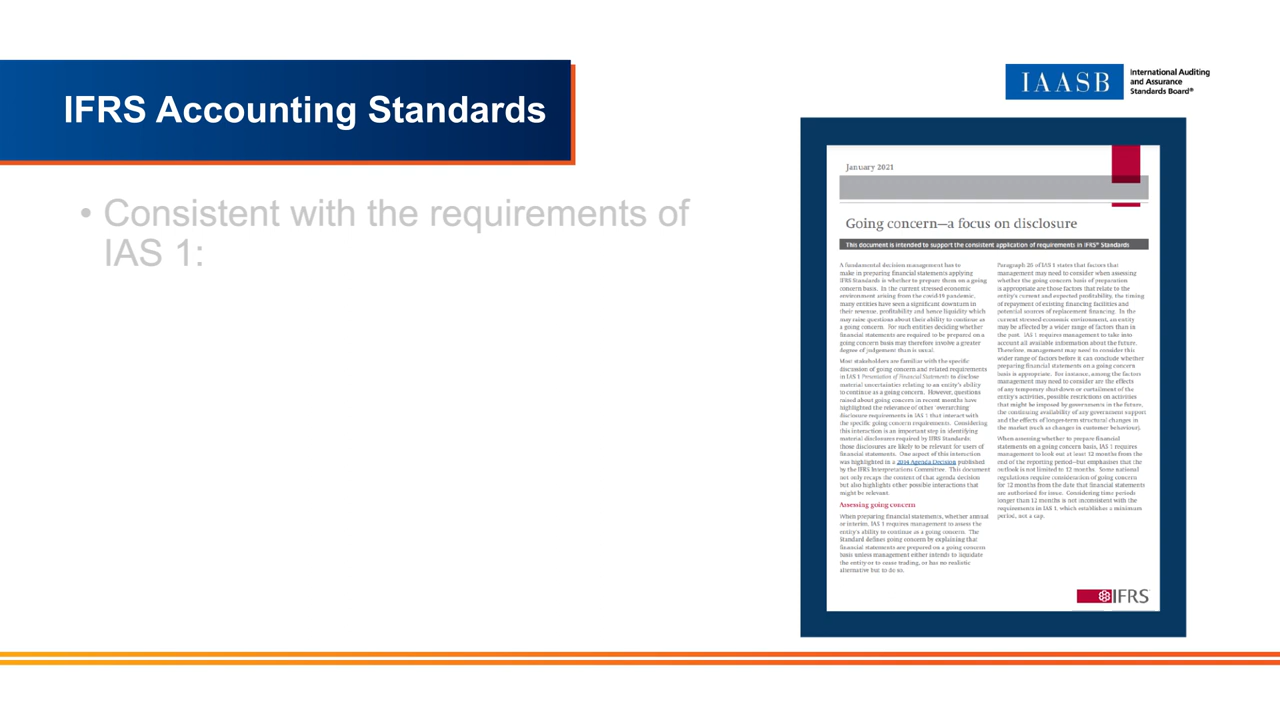 IFRS Accounting Standards
IAASB
International Auditing
and Assurance
Standards Board®
• Consistent with the requirements of
IAS 1:
January 2021
Going concern—a focus on disclosure
This document is intended to support the consistent application of requirements in IFRS® Standards
A fundamental decision management has to
make in preparing financial statements applying
IFRS Standards is whether to prepare them on a going
concern basis. In the current stressed economic
environment arising from the covid-19 pandemic,
many entities have seen a significant downturn in
their revenue, profitability and hence liquidity which
may raise questions about their ability to continue as
a going concern. For such entities deciding whether
financial statements are required to be prepared on a
going concern basis may therefore involve a greater
degree of judgement than is usual.
Most stakeholders are familiar with the specific
discussion of going concern and related requirements
in IAS 1 Presentation of Financial Statements to disclose
material uncertainties relating to an entity's ability
to continue as a going concern. However, questions
raised about going concern in recent months have
highlighted the relevance of other 'overarching'
disclosure requirements in IAS 1 that interact with
the specific going concern requirements. Considering
this interaction is an important step in identifying
material disclosures required by IFRS Standards;
those disclosures are likely to be relevant for users of
financial statements. One aspect of this interaction
was highlighted in a 2014 Agenda Decision published
by the IFRS Interpretations Committee. This document
not only recaps the content of that agenda decision
but also highlights other possible interactions that
might be relevant.
Assessing going concern
When preparing financial statements, whether annual
or interim, IAS 1 requires management to assess the
entity's ability to continue as a going concern. The
Standard defines going concern by explaining that
financial statements are prepared on a going concern
basis unless management either intends to liquidate
the entity or to cease trading, or has no realistic
alternative but to do so.
Paragraph 26 of IAS 1 states that factors that
management may need to consider when assessing
whether the going concern basis of preparation
is appropriate are those factors that relate to the
entity's current and expected profitability, the timing
of repayment of existing financing facilities and
potential sources of replacement financing. In the
current stressed economic environment, an entity
may be affected by a wider range of factors than in
the past. IAS 1 requires management to take into
account all available information about the future.
Therefore, management may need to consider this
wider range of factors before it can conclude whether
preparing financial statements on a going concern
basis is appropriate. For instance, among the factors
management may need to consider are the effects
of any temporary shut-down or curtailment of the
entity's activities, possible restrictions on activities
that might be imposed by governments in the future,
the continuing availability of any government support
and the effects of longer-term structural changes in
the market (such as changes in customer behaviour).
When assessing whether to prepare financial
statements on a going concern basis, IAS 1 requires
management to look out at least 12 months from the
end of the reporting period—but emphasises that the
outlook is not limited to 12 months. Some national
regulations require consideration of going concern
for 12 months from the date that financial statements
are authorised for issue. Considering time periods
longer than 12 months is not inconsistent with the
requirements in IAS 1, which establishes a minimum
period, not a cap.
IFRS